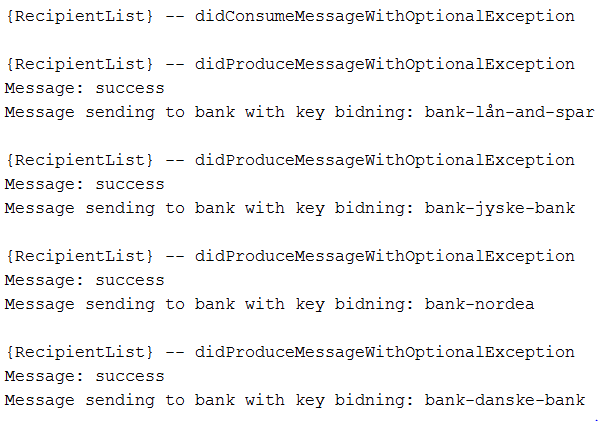 {RecipientList} -- didConsumeMessageWithOptionalException
{RecipientList} -- didProduceMessageWithOptionalException
Message: success
Message sending to bank with key bidning: bank-lån-and-spar
{RecipientList} -- didProduceMessageWithOptionalException
Message: success
Message sending to bank with key bidning: bank-jyske-bank
{RecipientList} -- didProduceMessageWithOptionalException
Message: success
Message sending to bank with key bidning: bank-nordea
{RecipientList} -- didProduceMessageWithOptionalException
Message: success
Message sending to bank with key bidning: bank-danske-bank